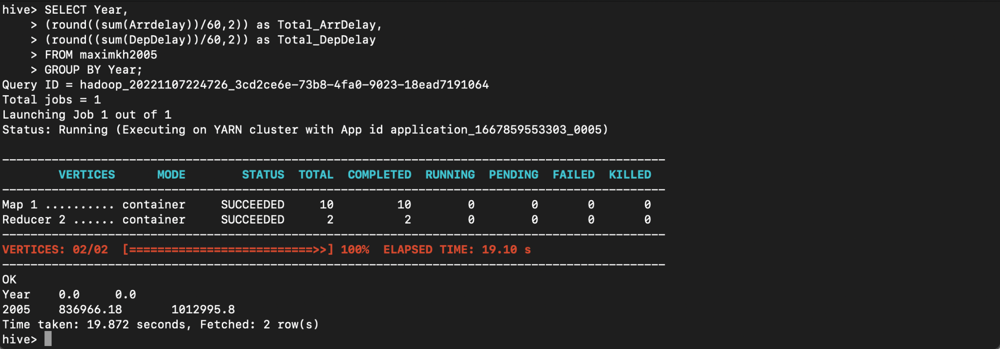 hive> SELECT Year,
    > (round((sum(Arrdelay))/60,2)) as Total_ArrDelay,
    > (round((sum(DepDelay))/60,2)) as Total_DepDelay
    > FROM maximkh2005
    > GROUP BY Year;
Query ID = hadoop_20221107224726_3cd2ce6e-73b8-4fa0-9023-18ead7191064
Total jobs = 1
Launching Job 1 out of 1
Status: Running (Executing on YARN cluster with App id application_1667859553303_0005)
----------------------------------------------------------------------------------------------
        VERTICES      MODE        STATUS  TOTAL  COMPLETED  RUNNING  PENDING  FAILED  KILLED
----------------------------------------------------------------------------------------------
Map 1 .......... container     SUCCEEDED     10         10        0        0       0       0
Reducer 2 ...... container     SUCCEEDED      2          2        0        0       0       0
----------------------------------------------------------------------------------------------
VERTICES: 02/02  [==========================>>] 100%  ELAPSED TIME: 19.10 s
----------------------------------------------------------------------------------------------
OK
Year    0.0     0.0
2005    836966.18       1012995.8
Time taken: 19.872 seconds, Fetched: 2 row(s)
hive>